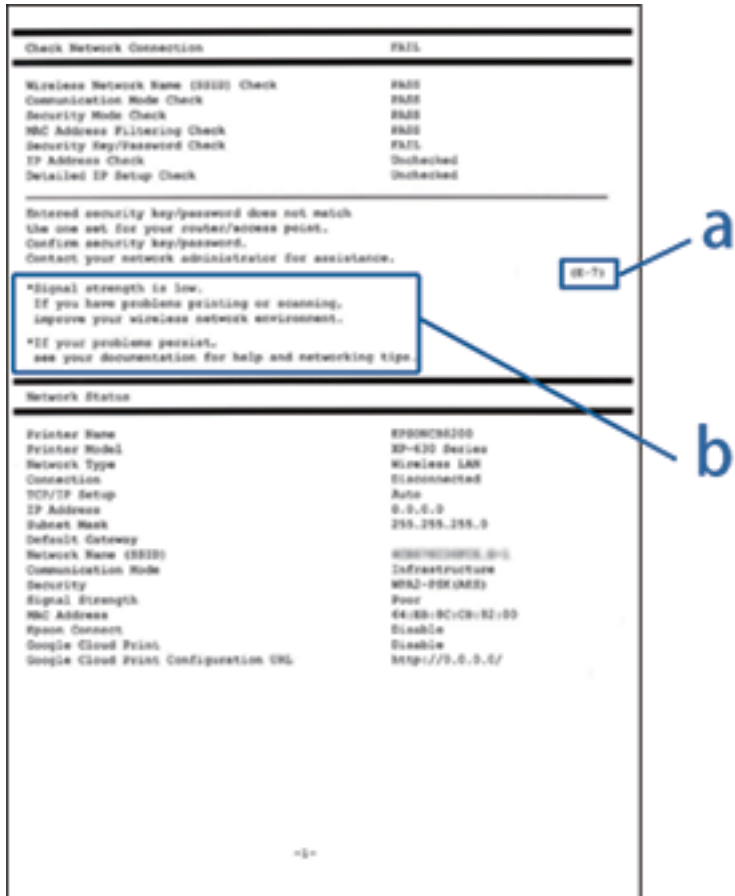 Check Network Connection FAIL
Wireless Network Name (SSID) Check PASS
Communication Mode Check PASS
Security Mode Check PASS
MAC Address Filtering Check PASS
Security Key/Password Check FAIL
IP Address Check Unchecked
Detailed IP Setup Check Unchecked
Entered security key/password does not match
the one set for your router/access point.
Confirm security key/password.
Contact your network administrator for assistance.
a
(E-7)
*Signal strength is low.
If you have problems printing or scanning,
improve your wireless network environment.
*If your problems persist,
see your documentation for help and networking tips.
b
Network Status
Printer Name
Printer Model XP-630 Series
Network Type Wireless LAN
Connection Disconnected
TCP/IP Setup Auto
IP Address 0.0.0.0
Subnet Mask 255.255.255.0
Default Gateway
Network Name (SSID)
Communication Mode Infrastructure
Security WPA2-PSK(AES)
Signal Strength Poor
MAC Address
Epson Connect Disable
Google Cloud Print Disable
Google Cloud Print Configuration URL http://0.0.0.0/
-1-